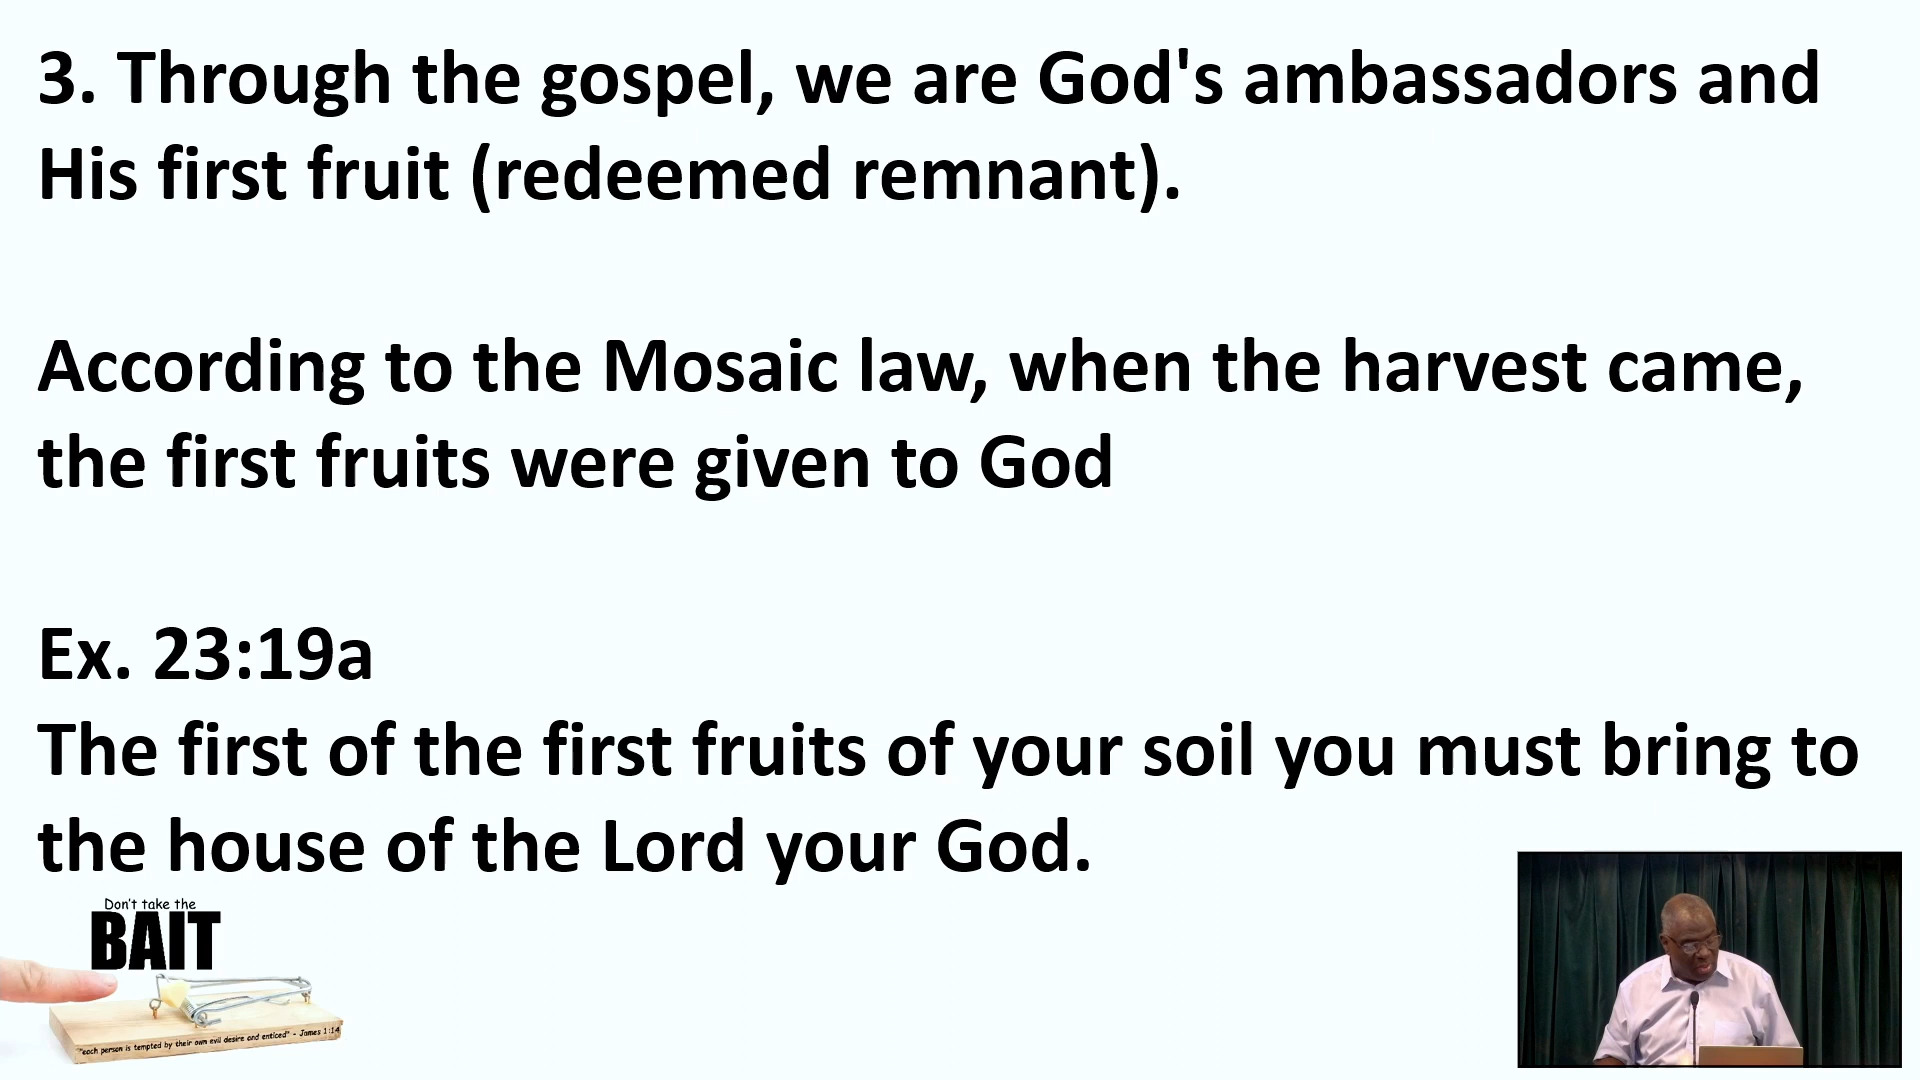 3. Through the gospel, we are God's ambassadors and
His first fruit (redeemed remnant).
According to the Mosaic law, when the harvest came,
the first fruits were given to God
Ex. 23:19a
The first of the first fruits of your soil you must bring to
the house of the Lord your God.
Don't take the
BAIT
"each person is tempted by their own evil desire and enticed" - James 1:14